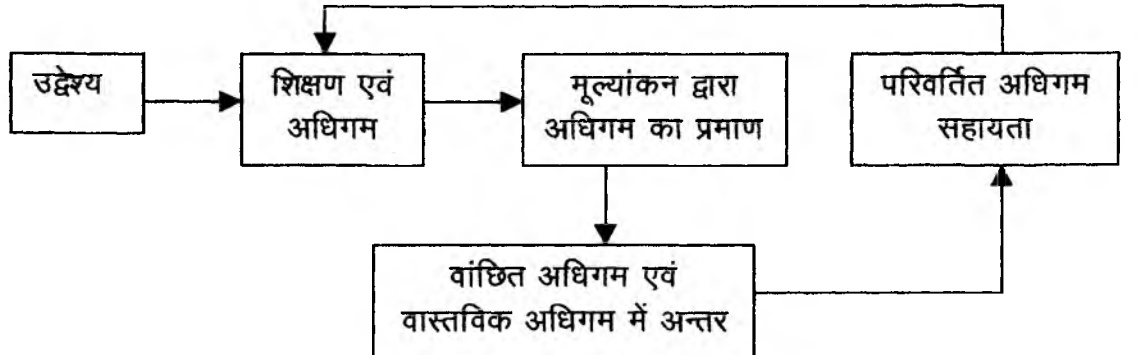 उद्वेश्य
शिक्षण एवं
अधिगम
मूल्यांकन द्वारा
अधिगम का प्रमाण
परिवर्तित अधिगम
सहायता
वांछित अधिगम एवं
वास्तविक अधिगम में अन्तर